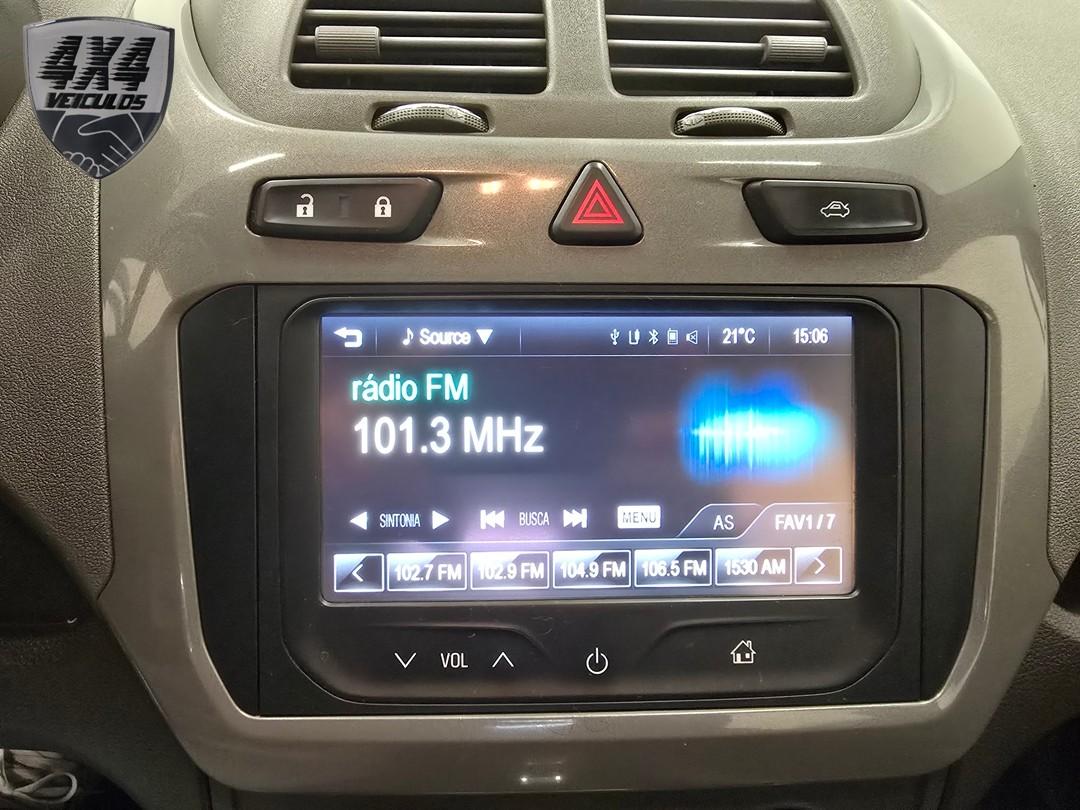 4X4
VEICULOS
Source 21°C 15:06
rádio FM
101.3 MHz
SINTONIA BUSCA MENU AS FAV1/7
102.7 FM 102.9 FM 104.9 FM 106.5 FM 1530 AM
VOL